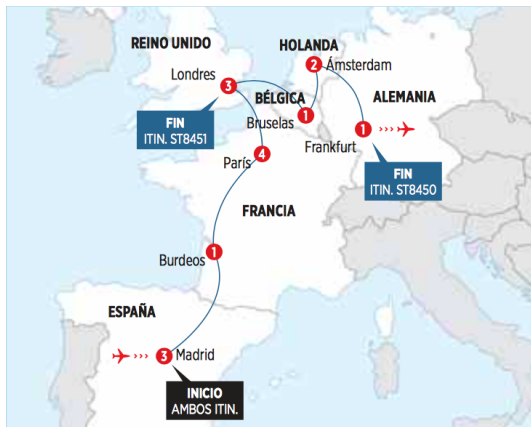 REINO UNIDO
HOLANDA
Londres
2
Ámsterdam
3
BÉLGICA
ALEMANIA
FIN
ITIN. ST8451
Bruselas
1
1
Frankfurt
París
4
FIN
ITIN. ST8450
FRANCIA
Burdeos
1
ESPAÑA
3
Madrid
INICIO
AMBOS ITIN.